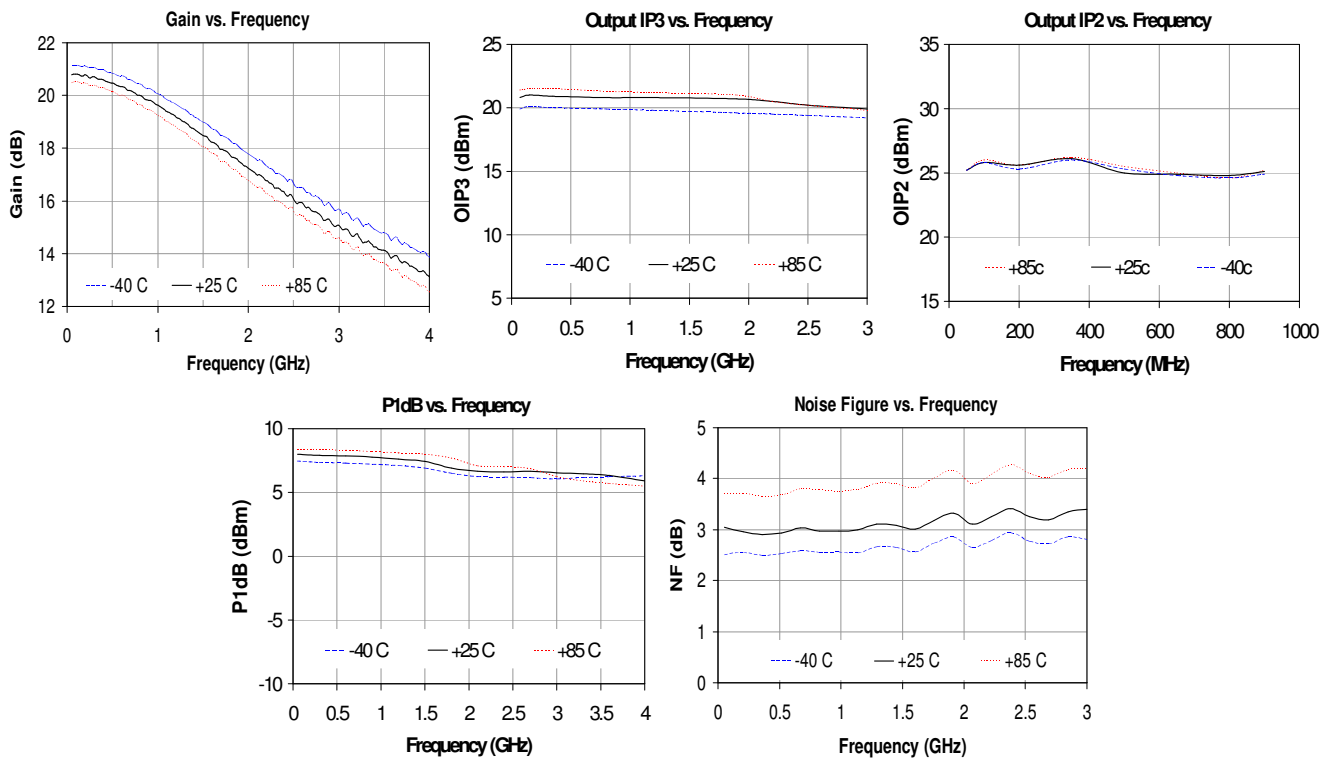 Gain vs. Frequency
22
20
18
16
14
12
Gain (dB)
-40 C +25 C +85 C
0 1 2 3 4
Frequency (GHz)
Output IP3 vs. Frequency
25
20
15
10
5
OIP3 (dBm)
-40 C +25 C +85 C
0 0.5 1 1.5 2 2.5 3
Frequency (GHz)
Output IP2 vs. Frequency
35
30
25
20
15
OIP2 (dBm)
+85c +25c -40c
0 200 400 600 800 1000
Frequency (MHz)
P1dB vs. Frequency
10
5
0
-5
-10
P1dB (dBm)
-40 C +25 C +85 C
0 0.5 1 1.5 2 2.5 3 3.5 4
Frequency (GHz)
Noise Figure vs. Frequency
5
4
3
2
1
0
NF (dB)
-40 C +25 C +85 C
0 0.5 1 1.5 2 2.5 3
Frequency (GHz)